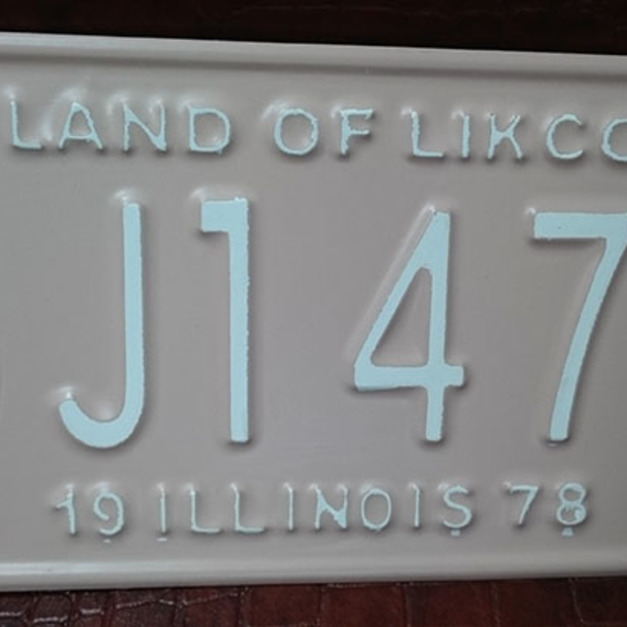 LAND OF LIKCO
J147
19 ILLINOIS 78